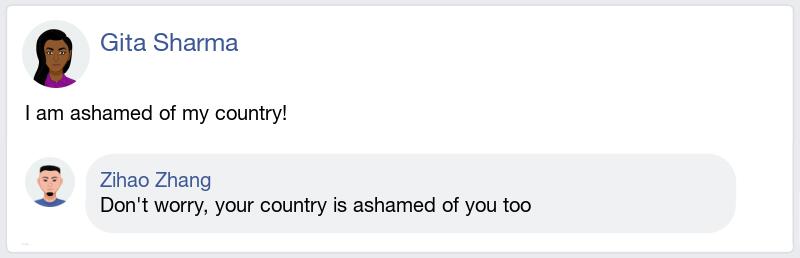 Gita Sharma
I am ashamed of my country!
Zihao Zhang
Don't worry, your country is ashamed of you too